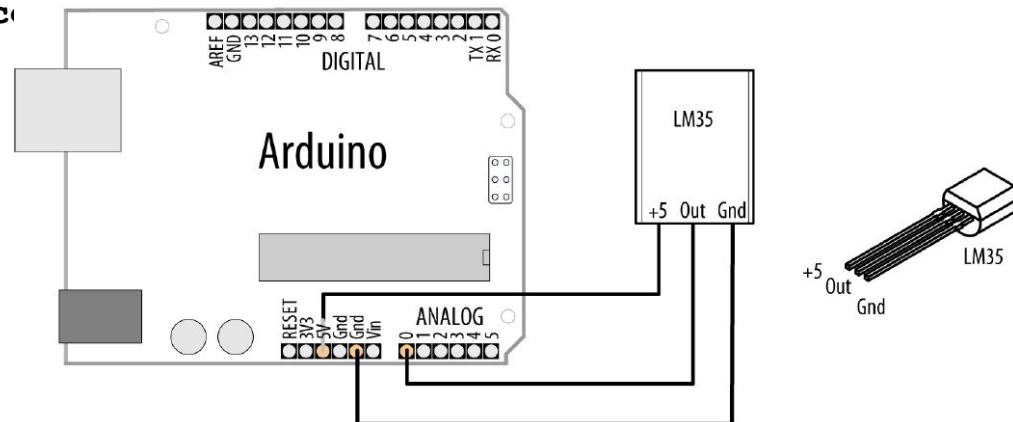 AREF
GND
13
12
11
10
9
8
7
6
5
4
3
2
TX 1
RX 0
DIGITAL
Arduino
LM35
+5 Out Gnd
+5
Out
Gnd
LM35
RESET
3V3
5V
Gnd
Gnd
Vin
ANALOG
0
1
2
3
4
5